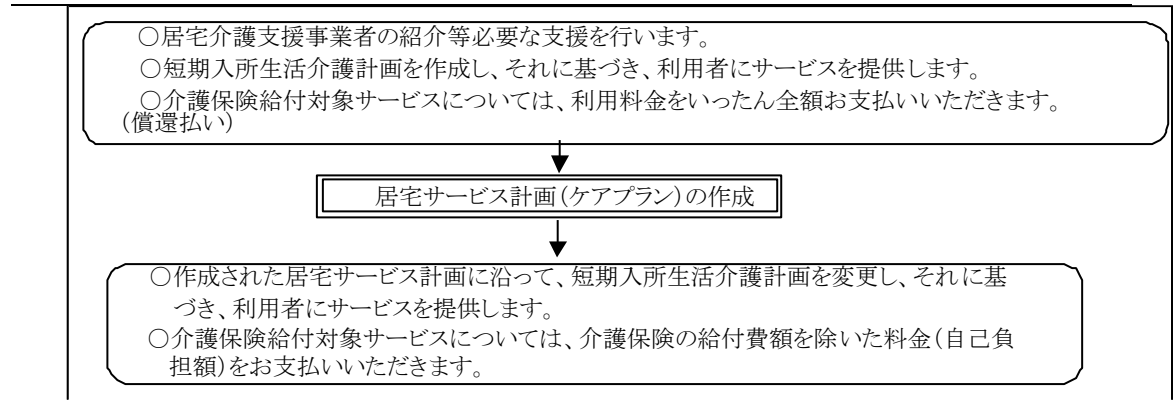 ○居宅介護支援事業者の紹介等必要な支援を行います。
○短期入所生活介護計画を作成し、それに基づき、利用者にサービスを提供します。
○介護保険給付対象サービスについては、利用料金をいったん全額お支払いいただきます。
(償還払い)
居宅サービス計画(ケアプラン)の作成
○作成された居宅サービス計画に沿って、短期入所生活介護計画を変更し、それに基
づき、利用者にサービスを提供します。
○介護保険給付対象サービスについては、介護保険の給付費額を除いた料金(自己負
担額)をお支払いいただきます。